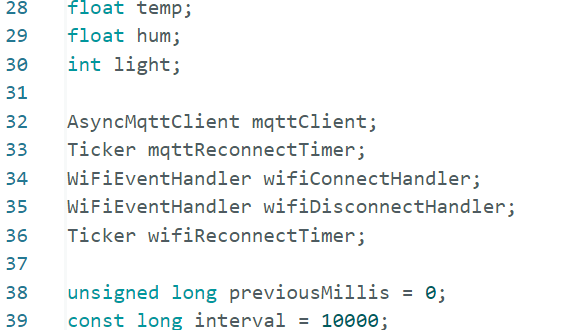 28 float temp;
29 float hum;
30 int light;
31
32 AsyncMqttClient mqttClient;
33 Ticker mqttReconnectTimer;
34 WiFiEventHandler wifiConnectHandler;
35 WiFiEventHandler wifiDisconnectHandler;
36 Ticker wifiReconnectTimer;
37
38 unsigned long previousMillis = 0;
39 const long interval = 10000;